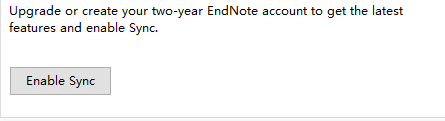 Upgrade or create your two-year EndNote account to get the latest
features and enable Sync.
Enable Sync